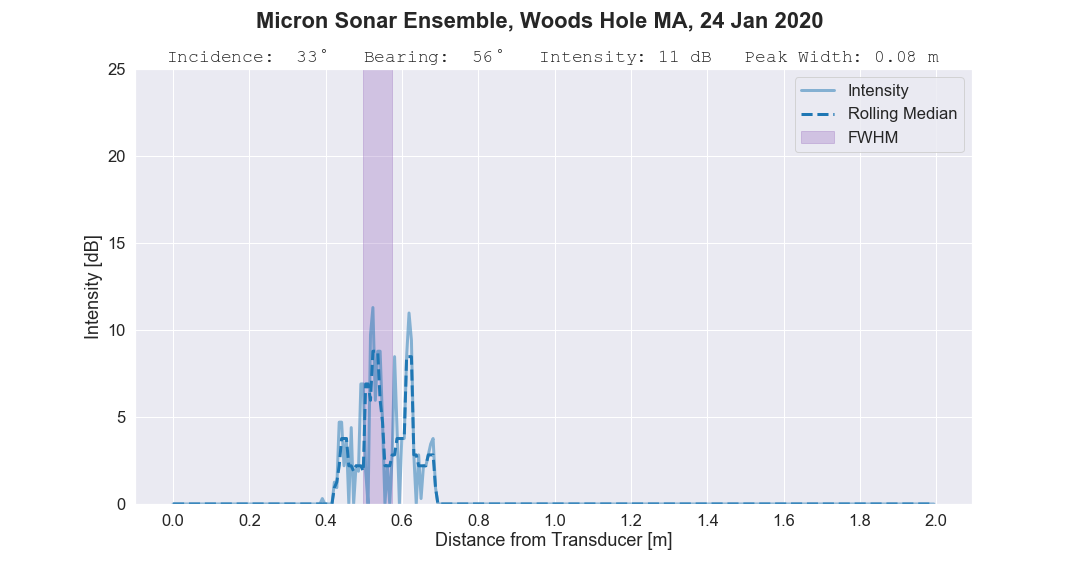 Micron Sonar Ensemble, Woods Hole MA, 24 Jan 2020
Incidence:  33°   Bearing:  56°   Intensity: 11 dB   Peak Width: 0.08 m
Intensity
Rolling Median
FWHM
25
20
15
10
5
0
Intensity [dB]
0.0 0.2 0.4 0.6 0.8 1.0 1.2 1.4 1.6 1.8 2.0
Distance from Transducer [m]